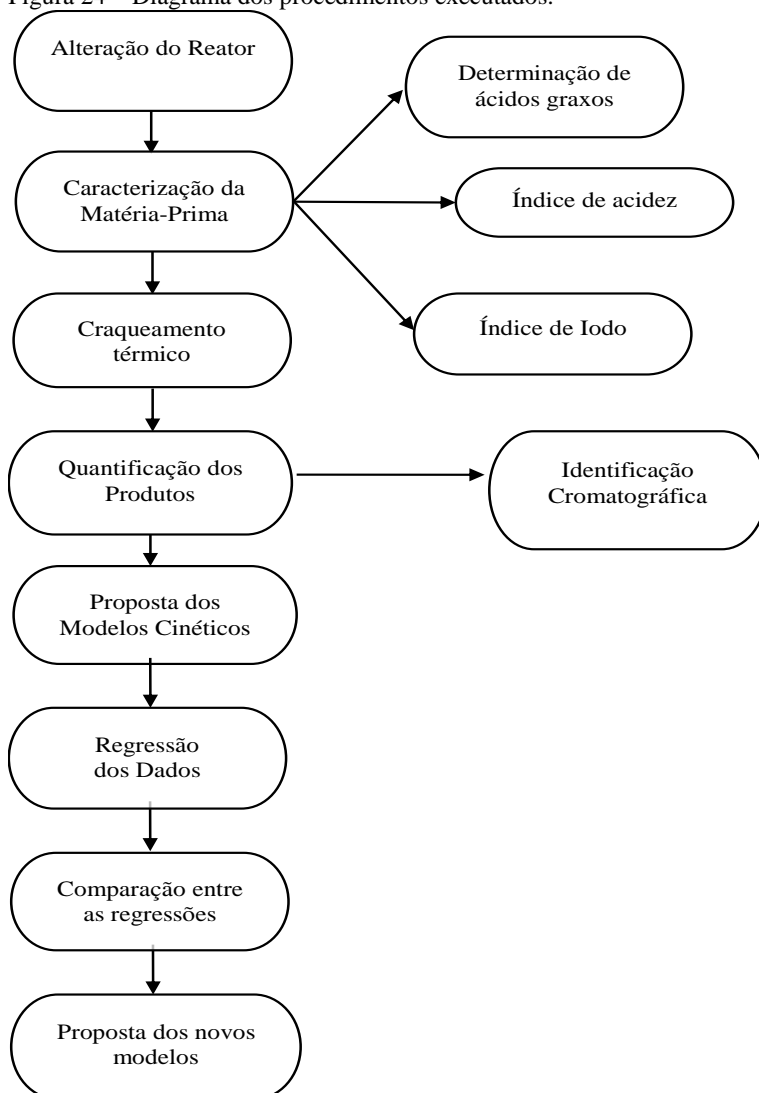 Figura 24 – Diagrama dos procedimentos executados.
Alteração do Reator
Determinação de
ácidos graxos
Caracterização da
Matéria-Prima
Índice de acidez
Índice de Iodo
Craqueamento
térmico
Quantificação dos
Produtos
Identificação
Cromatográfica
Proposta dos
Modelos Cinéticos
Regressão
dos Dados
Comparação entre
as regressões
Proposta dos novos
modelos